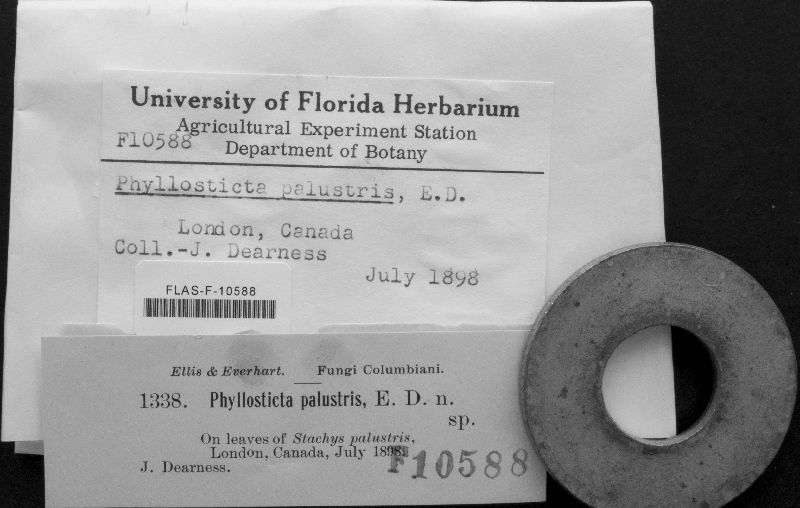 University of Florida Herbarium
Agricultural Experiment Station
F10588
Department of Botany
Phyllosticta palustris, E.D.
London, Canada
Coll.-J. Dearness
July 1898
FLAS-F-10588
Ellis & Everhart. Fungi Columbiani.
1338. Phyllosticta palustris, E. D. n.
sp.
On leaves of Stachys palustris,
London, Canada, July 1898.
J. Dearness.
F10588